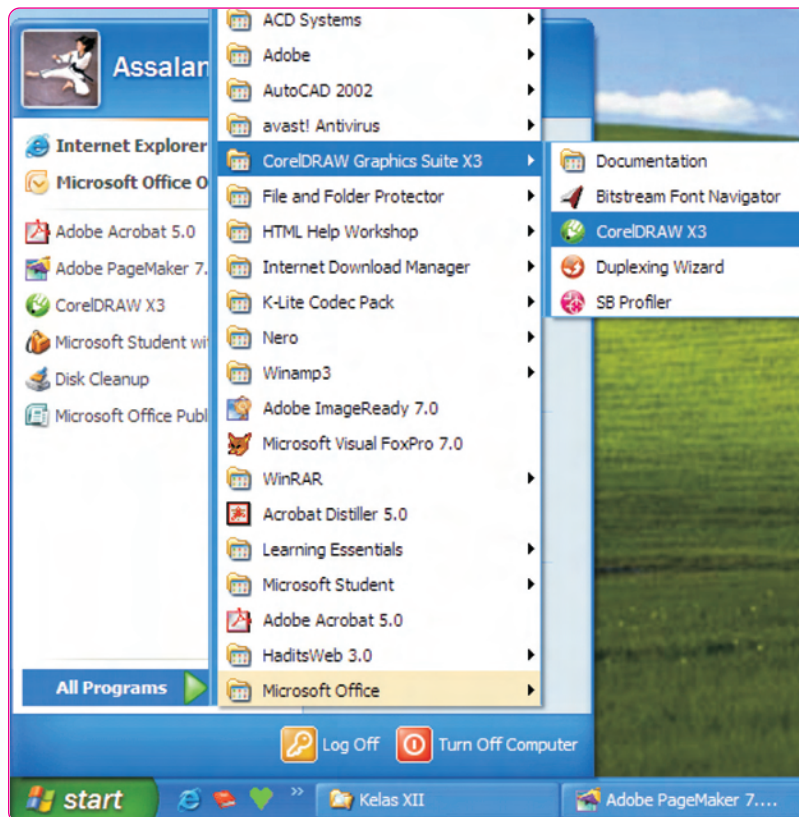 Assalan
Internet Explorer
Microsoft Office O
Adobe Acrobat 5.0
Adobe PageMaker 7.
CorelDRAW X3
Microsoft Student wi
Disk Cleanup
Microsoft Office Publ
All Programs
ACD Systems
Adobe
AutoCAD 2002
avast! Antivirus
CorelDRAW Graphics Suite X3
File and Folder Protector
HTML Help Workshop
Internet Download Manager
K-Lite Codec Pack
Nero
Winamp3
Adobe ImageReady 7.0
Microsoft Visual FoxPro 7.0
WinRAR
Acrobat Distiller 5.0
Learning Essentials
Microsoft Student
Adobe Acrobat 5.0
HaditsWeb 3.0
Microsoft Office
Documentation
Bitstream Font Navigator
CorelDRAW X3
Duplexing Wizard
SB Profiler
Log Off Turn Off Computer
start » Kelas XII Adobe PageMaker 7....